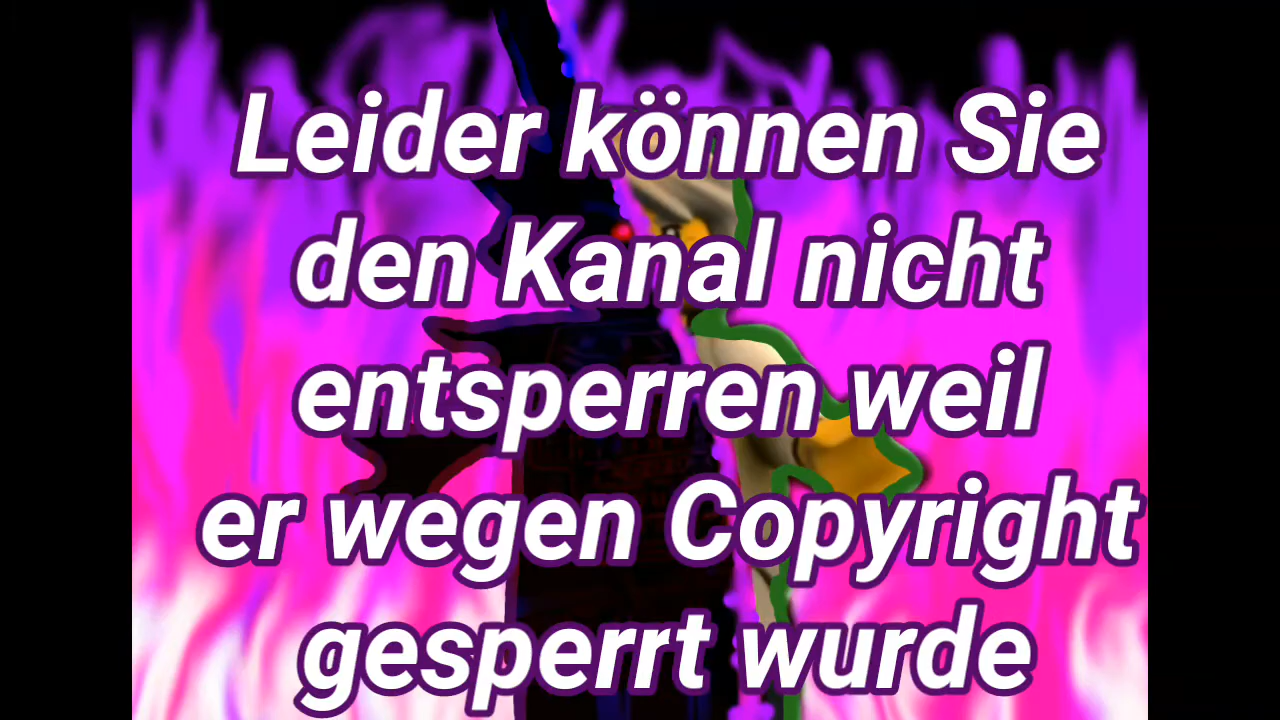 Leider können Sie
den Kanal nicht
entsperren weil
er wegen Copyright
gesperrt wurde